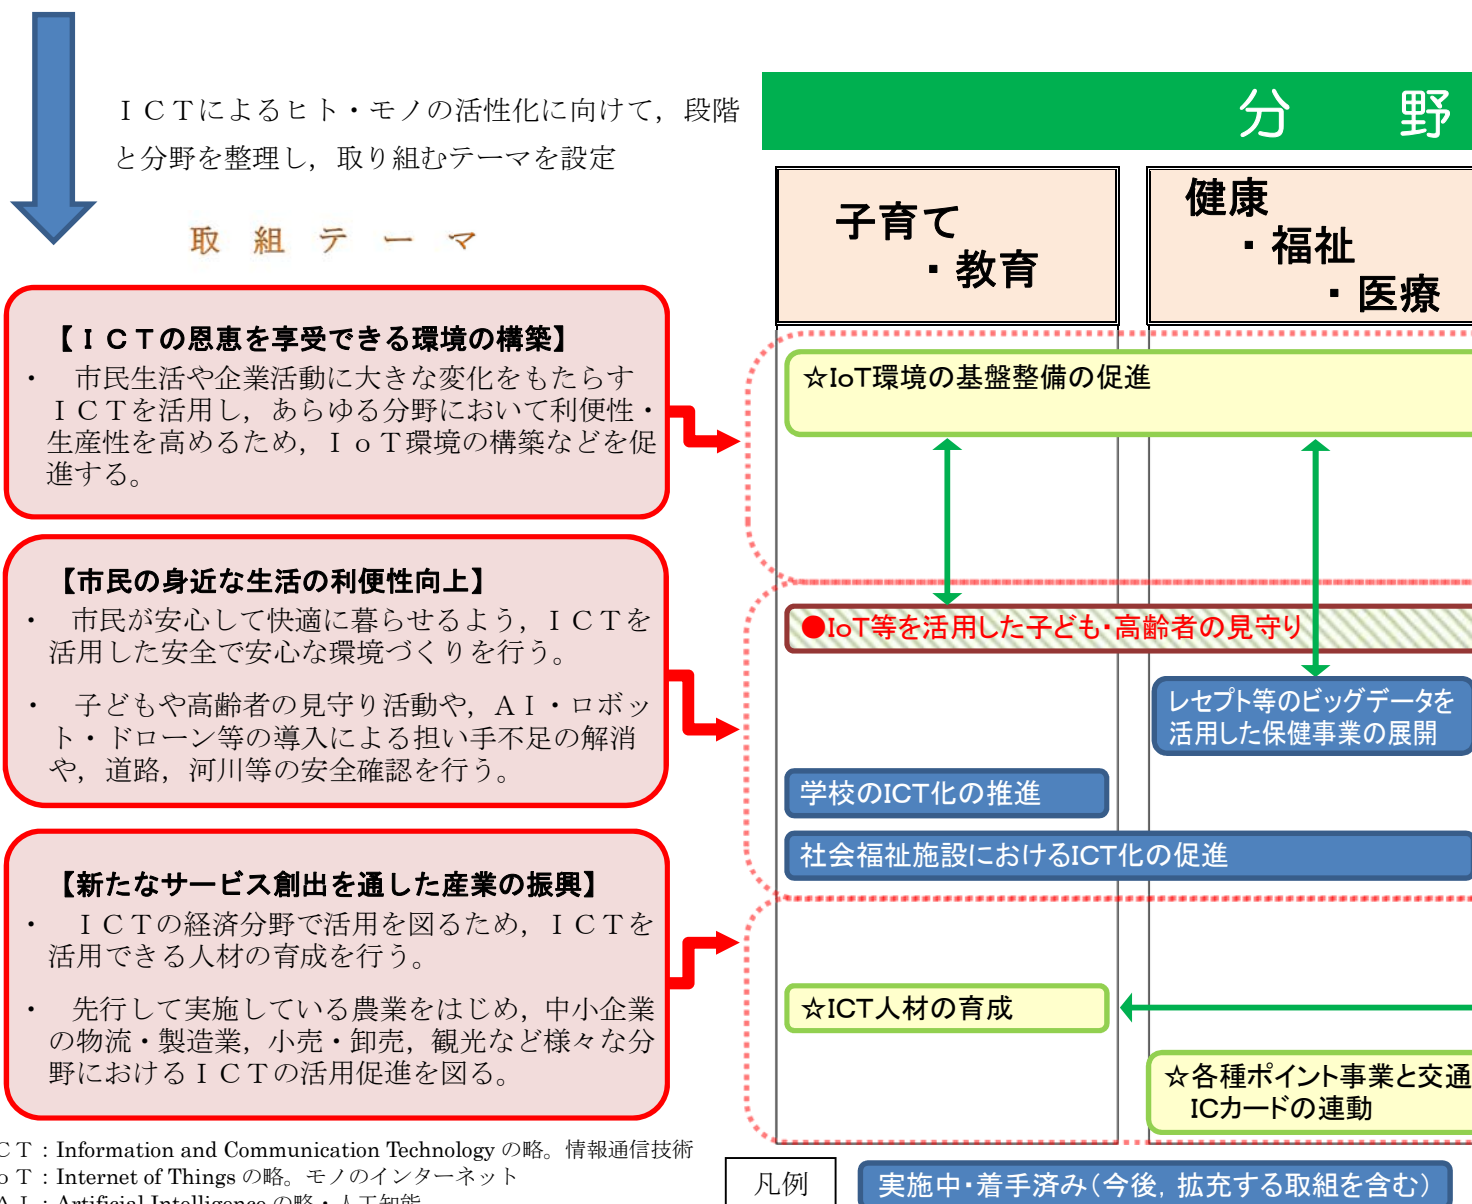 ＩＣＴによるヒト・モノの活性化に向けて，段階
と分野を整理し，取り組むテーマを設定
取組テーマ
【ＩＣＴの恩恵を享受できる環境の構築】
・　市民生活や企業活動に大きな変化をもたらす
ＩＣＴを活用し，あらゆる分野において利便性・
生産性を高めるため，ＩｏＴ環境の構築などを促
進する。
【市民の身近な生活の利便性向上】
・　市民が安心して快適に暮らせるよう，ＩＣＴを
活用した安全で安心な環境づくりを行う。
・　子どもや高齢者の見守り活動や，ＡＩ・ロボッ
ト・ドローン等の導入による担い手不足の解消
や，道路，河川等の安全確認を行う。
【新たなサービス創出を通した産業の振興】
・　ＩＣＴの経済分野で活用を図るため，ＩＣＴを
活用できる人材の育成を行う。
・　先行して実施している農業をはじめ，中小企業
の物流・製造業，小売・卸売，観光など様々な分
野におけるＩＣＴの活用促進を図る。
ＣＴ：Information and Communication Technology の略。情報通信技術
ｏＴ：Internet of Things の略。モノのインターネット
ＡＩ：Artificial Intelligence の略・人工知能
分　野
子育て
・教育
健康
・福祉
・医療
☆IoT環境の基盤整備の促進
●IoT等を活用した子ども・高齢者の見守り
レセプト等のビッグデータを
活用した保健事業の展開
学校のICT化の推進
社会福祉施設におけるICT化の促進
☆ICT人材の育成
☆各種ポイント事業と交通
ICカードの連動
凡例
実施中・着手済み（今後，拡充する取組を含む）